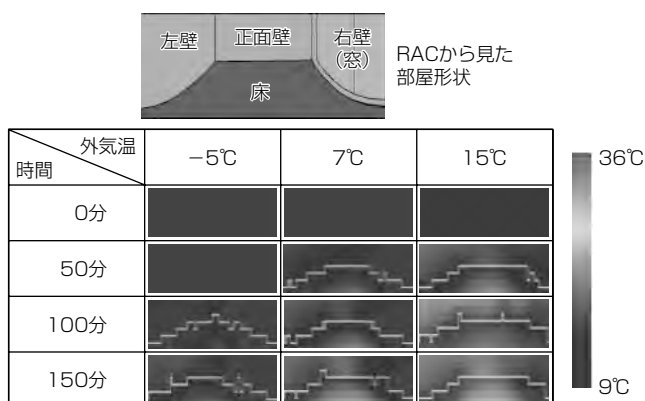 左壁
正面壁
右壁
(窓)
床
RACから見た
部屋形状
外気温
時間
−5℃
7℃
15℃
0分
50分
100分
150分
36℃
9℃